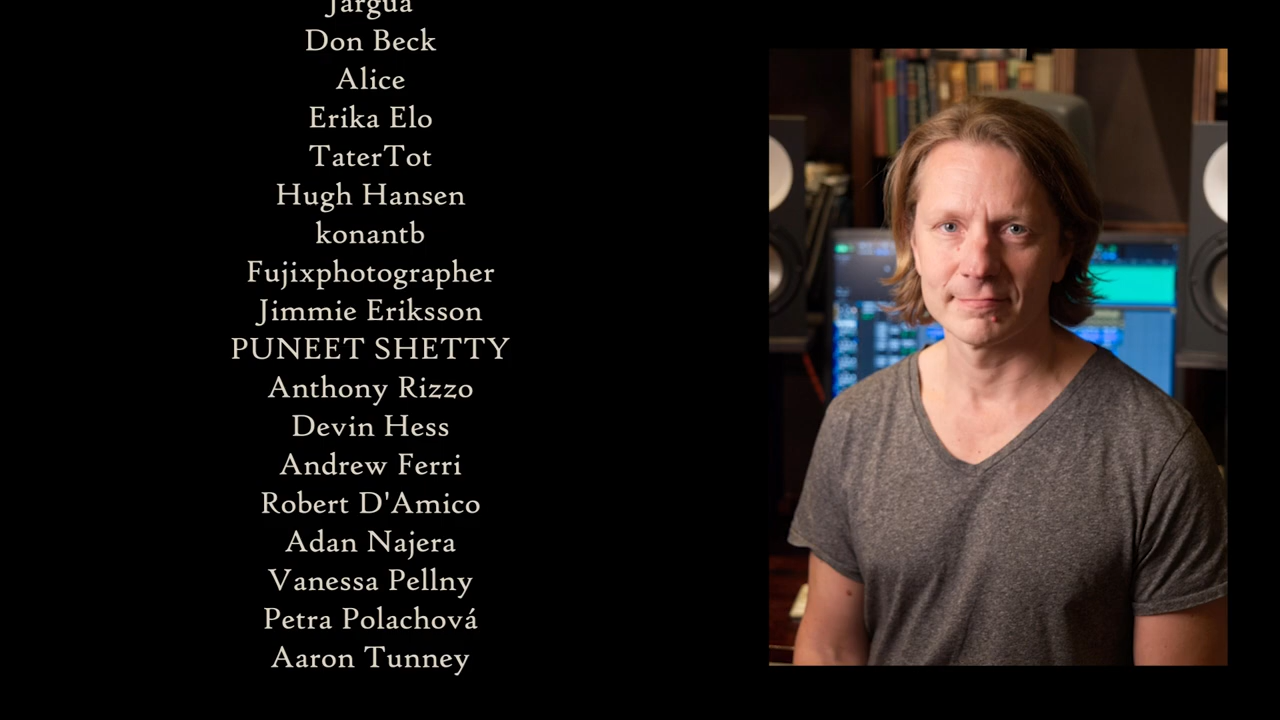 Jargua
Don Beck
Alice
Erika Elo
TaterTot
Hugh Hansen
konantb
Fujixphotographer
Jimmie Eriksson
PUNEET SHETTY
Anthony Rizzo
Devin Hess
Andrew Ferri
Robert D'Amico
Adan Najera
Vanessa Pellny
Petra Polachová
Aaron Tunney